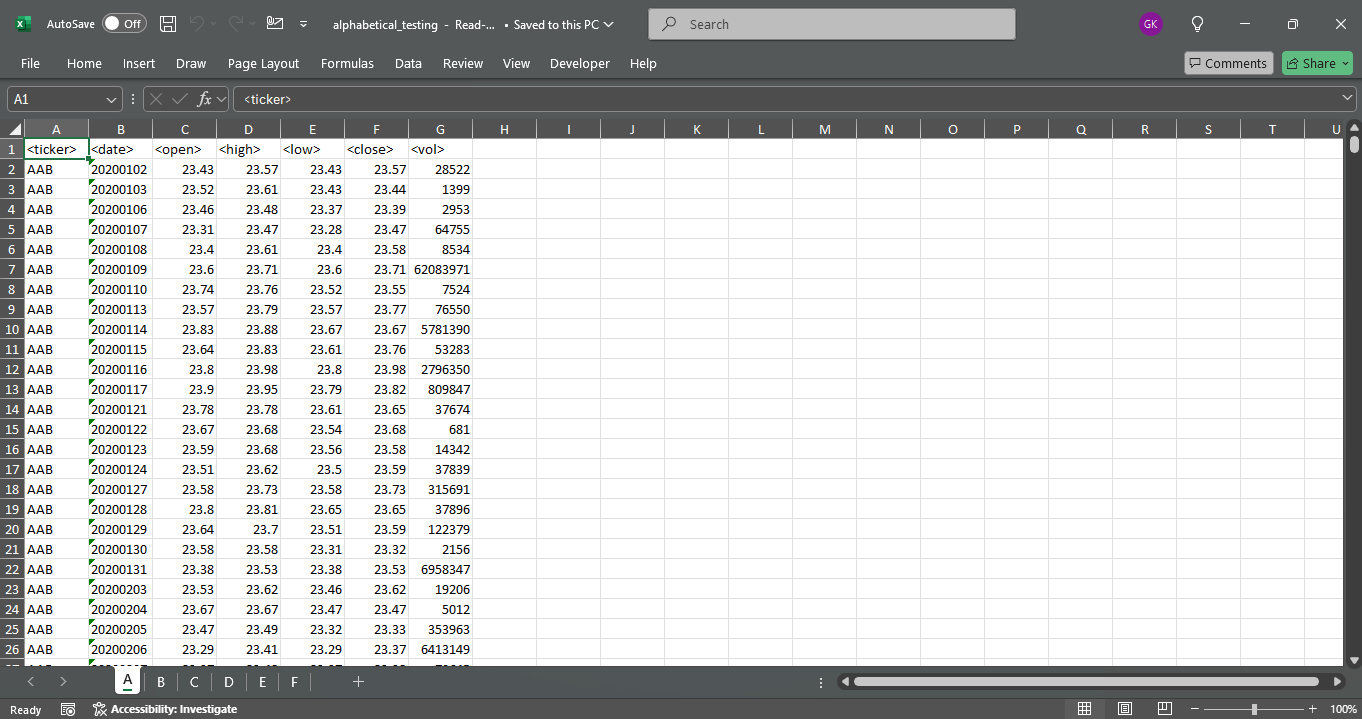 AutoSave Off alphabetical_testing - Read-... • Saved to this PC Search GK
File Home Insert Draw Page Layout Formulas Data Review View Developer Help Comments Share
A1 fx <ticker>
A B C D E F G H I J K L M N O P Q R S T U
1 <ticker> <date> <open> <high> <low> <close> <vol>
2 AAB 20200102 23.43 23.57 23.43 23.57 28522
3 AAB 20200103 23.52 23.61 23.43 23.44 1399
4 AAB 20200106 23.46 23.48 23.37 23.39 2953
5 AAB 20200107 23.31 23.47 23.28 23.47 64755
6 AAB 20200108 23.4 23.61 23.4 23.58 8534
7 AAB 20200109 23.6 23.71 23.6 23.71 62083971
8 AAB 20200110 23.74 23.76 23.52 23.55 7524
9 AAB 20200113 23.57 23.79 23.57 23.77 76550
10 AAB 20200114 23.83 23.88 23.67 23.67 5781390
11 AAB 20200115 23.64 23.83 23.61 23.76 53283
12 AAB 20200116 23.8 23.98 23.8 23.98 2796350
13 AAB 20200117 23.9 23.95 23.79 23.82 809847
14 AAB 20200121 23.78 23.78 23.61 23.65 37674
15 AAB 20200122 23.67 23.68 23.54 23.68 681
16 AAB 20200123 23.59 23.68 23.56 23.58 14342
17 AAB 20200124 23.51 23.62 23.5 23.59 37839
18 AAB 20200127 23.58 23.73 23.58 23.73 315691
19 AAB 20200128 23.8 23.81 23.65 23.65 37896
20 AAB 20200129 23.64 23.7 23.51 23.59 122379
21 AAB 20200130 23.58 23.58 23.31 23.32 2156
22 AAB 20200131 23.38 23.53 23.38 23.53 6958347
23 AAB 20200203 23.53 23.62 23.46 23.62 19206
24 AAB 20200204 23.67 23.67 23.47 23.47 5012
25 AAB 20200205 23.47 23.49 23.32 23.33 353963
26 AAB 20200206 23.29 23.41 23.29 23.37 6413149
A B C D E F
Ready Accessibility: Investigate 100%